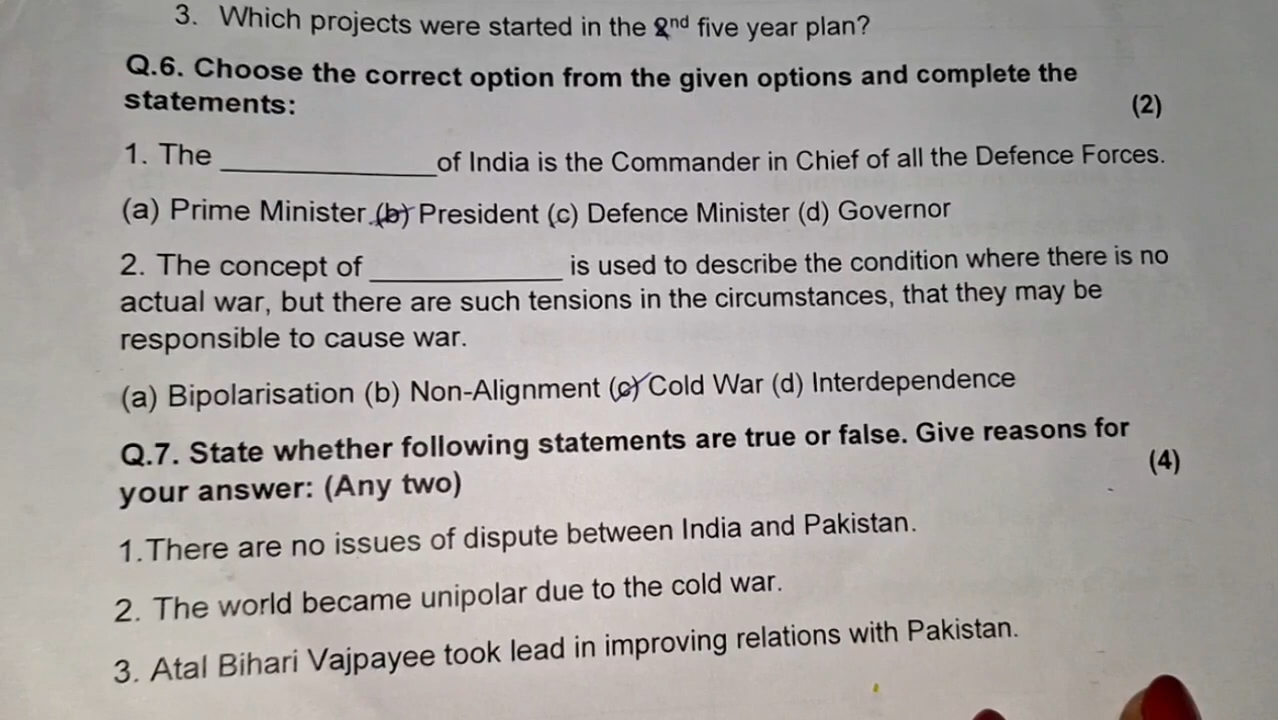 3. Which projects were started in the 2nd five year plan?
Q.6. Choose the correct option from the given options and complete the
statements:
(2)
1. The ______________ of India is the Commander in Chief of all the Defence Forces.
(a) Prime Minister (b) President (c) Defence Minister (d) Governor
2. The concept of ____________ is used to describe the condition where there is no
actual war, but there are such tensions in the circumstances, that they may be
responsible to cause war.
(a) Bipolarisation (b) Non-Alignment (c) Cold War (d) Interdependence
Q.7. State whether following statements are true or false. Give reasons for
your answer: (Any two)
(4)
1.There are no issues of dispute between India and Pakistan.
2. The world became unipolar due to the cold war.
3. Atal Bihari Vajpayee took lead in improving relations with Pakistan.